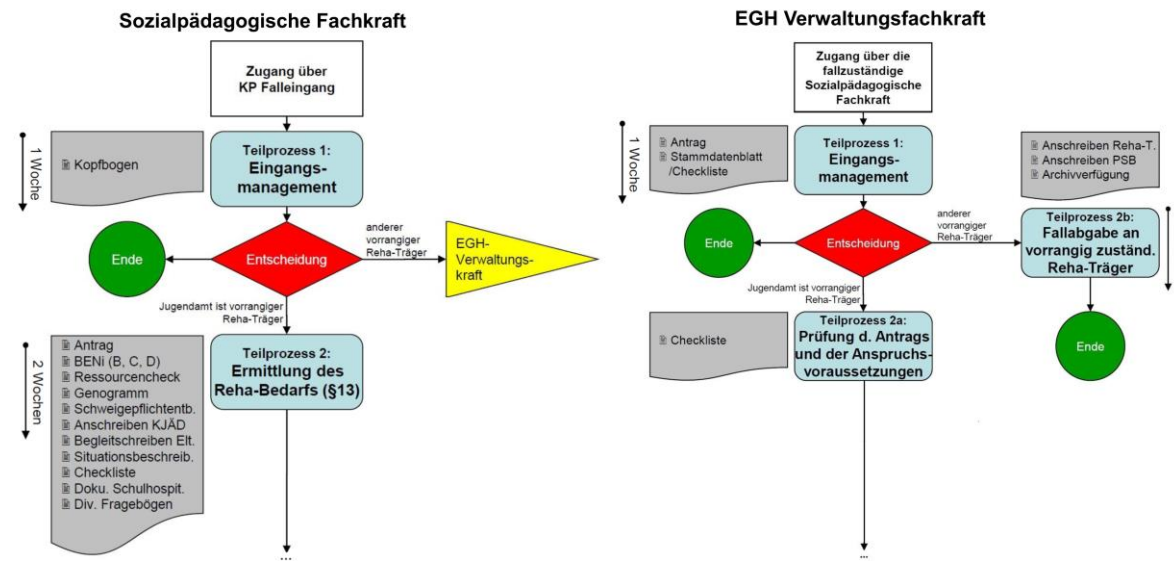 Sozialpädagogische Fachkraft
Zugang über
KP Falleingang
1 Woche
Kopfbogen
Teilprozess 1:
Eingangs-
management
Ende
Entscheidung
anderer
vorrangiger
Reha-Träger
EGH-
Verwaltungs-
kraft
Jugendamt ist vorrangiger
Reha-Träger
2 Wochen
Antrag
BENi (B, C, D)
Ressourcencheck
Genogramm
Schweigepflichtentb.
Anschreiben KJÄD
Begleitschreiben Elt.
Situationsbeschreib.
Checkliste
Doku. Schulhospit.
Div. Fragebögen
Teilprozess 2:
Ermittlung des
Reha-Bedarfs (§13)
...
EGH Verwaltungsfachkraft
Zugang über die
fallzuständige
Sozialpädagogische
Fachkraft
1 Woche
Antrag
Stammdatenblatt
/Checkliste
Teilprozess 1:
Eingangs-
management
Anschreiben Reha-T.
Anschreiben PSB
Archivverfügung
Ende
Entscheidung
anderer
vorrangiger
Reha-Träger
Teilprozess 2b:
Fallabgabe an
vorrangig zuständ.
Reha-Träger
Jugendamt ist vorrangiger
Reha-Träger
Checkliste
Teilprozess 2a:
Prüfung d. Antrags
und der Anspruchs-
voraussetzungen
Ende
...